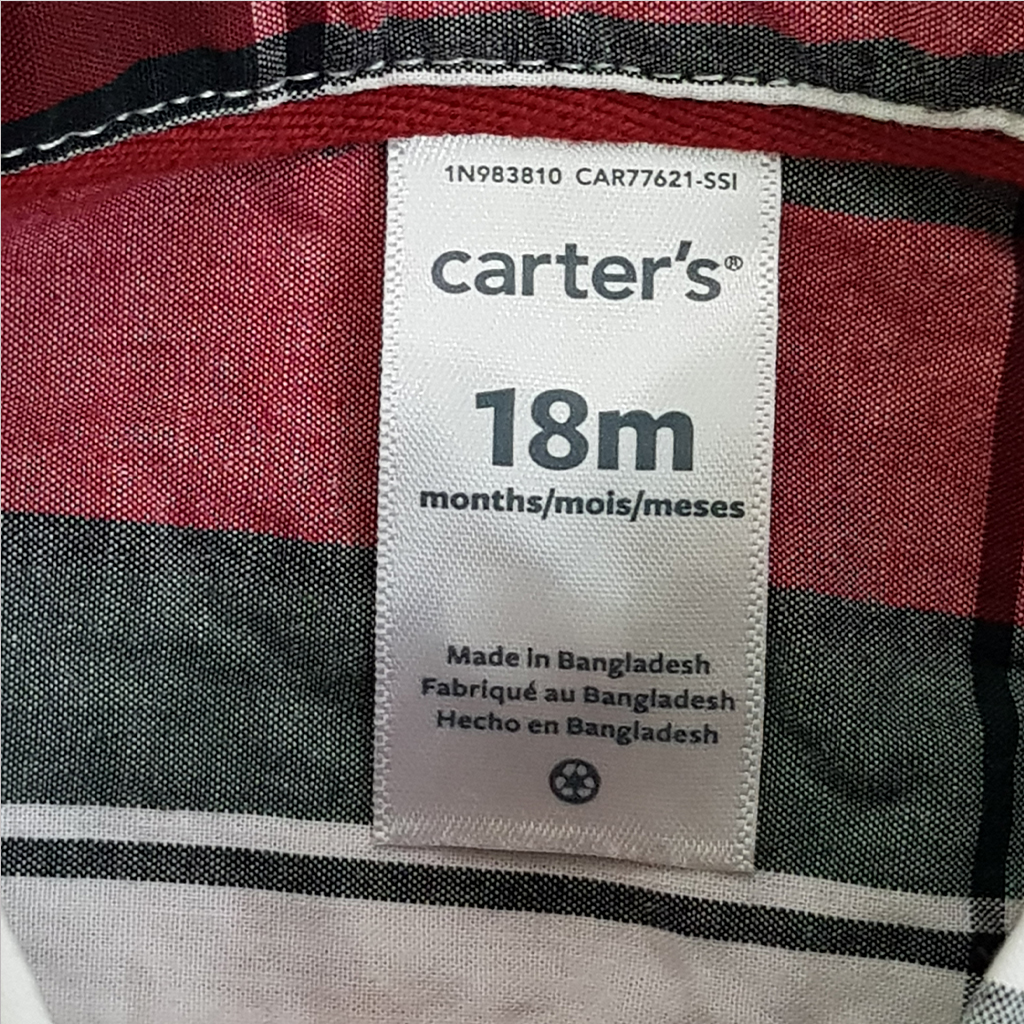 1N983810 CAR77621-SSI
carter's®
18m
months/mois/meses
Made in Bangladesh
Fabriqué au Bangladesh
Hecho en Bangladesh